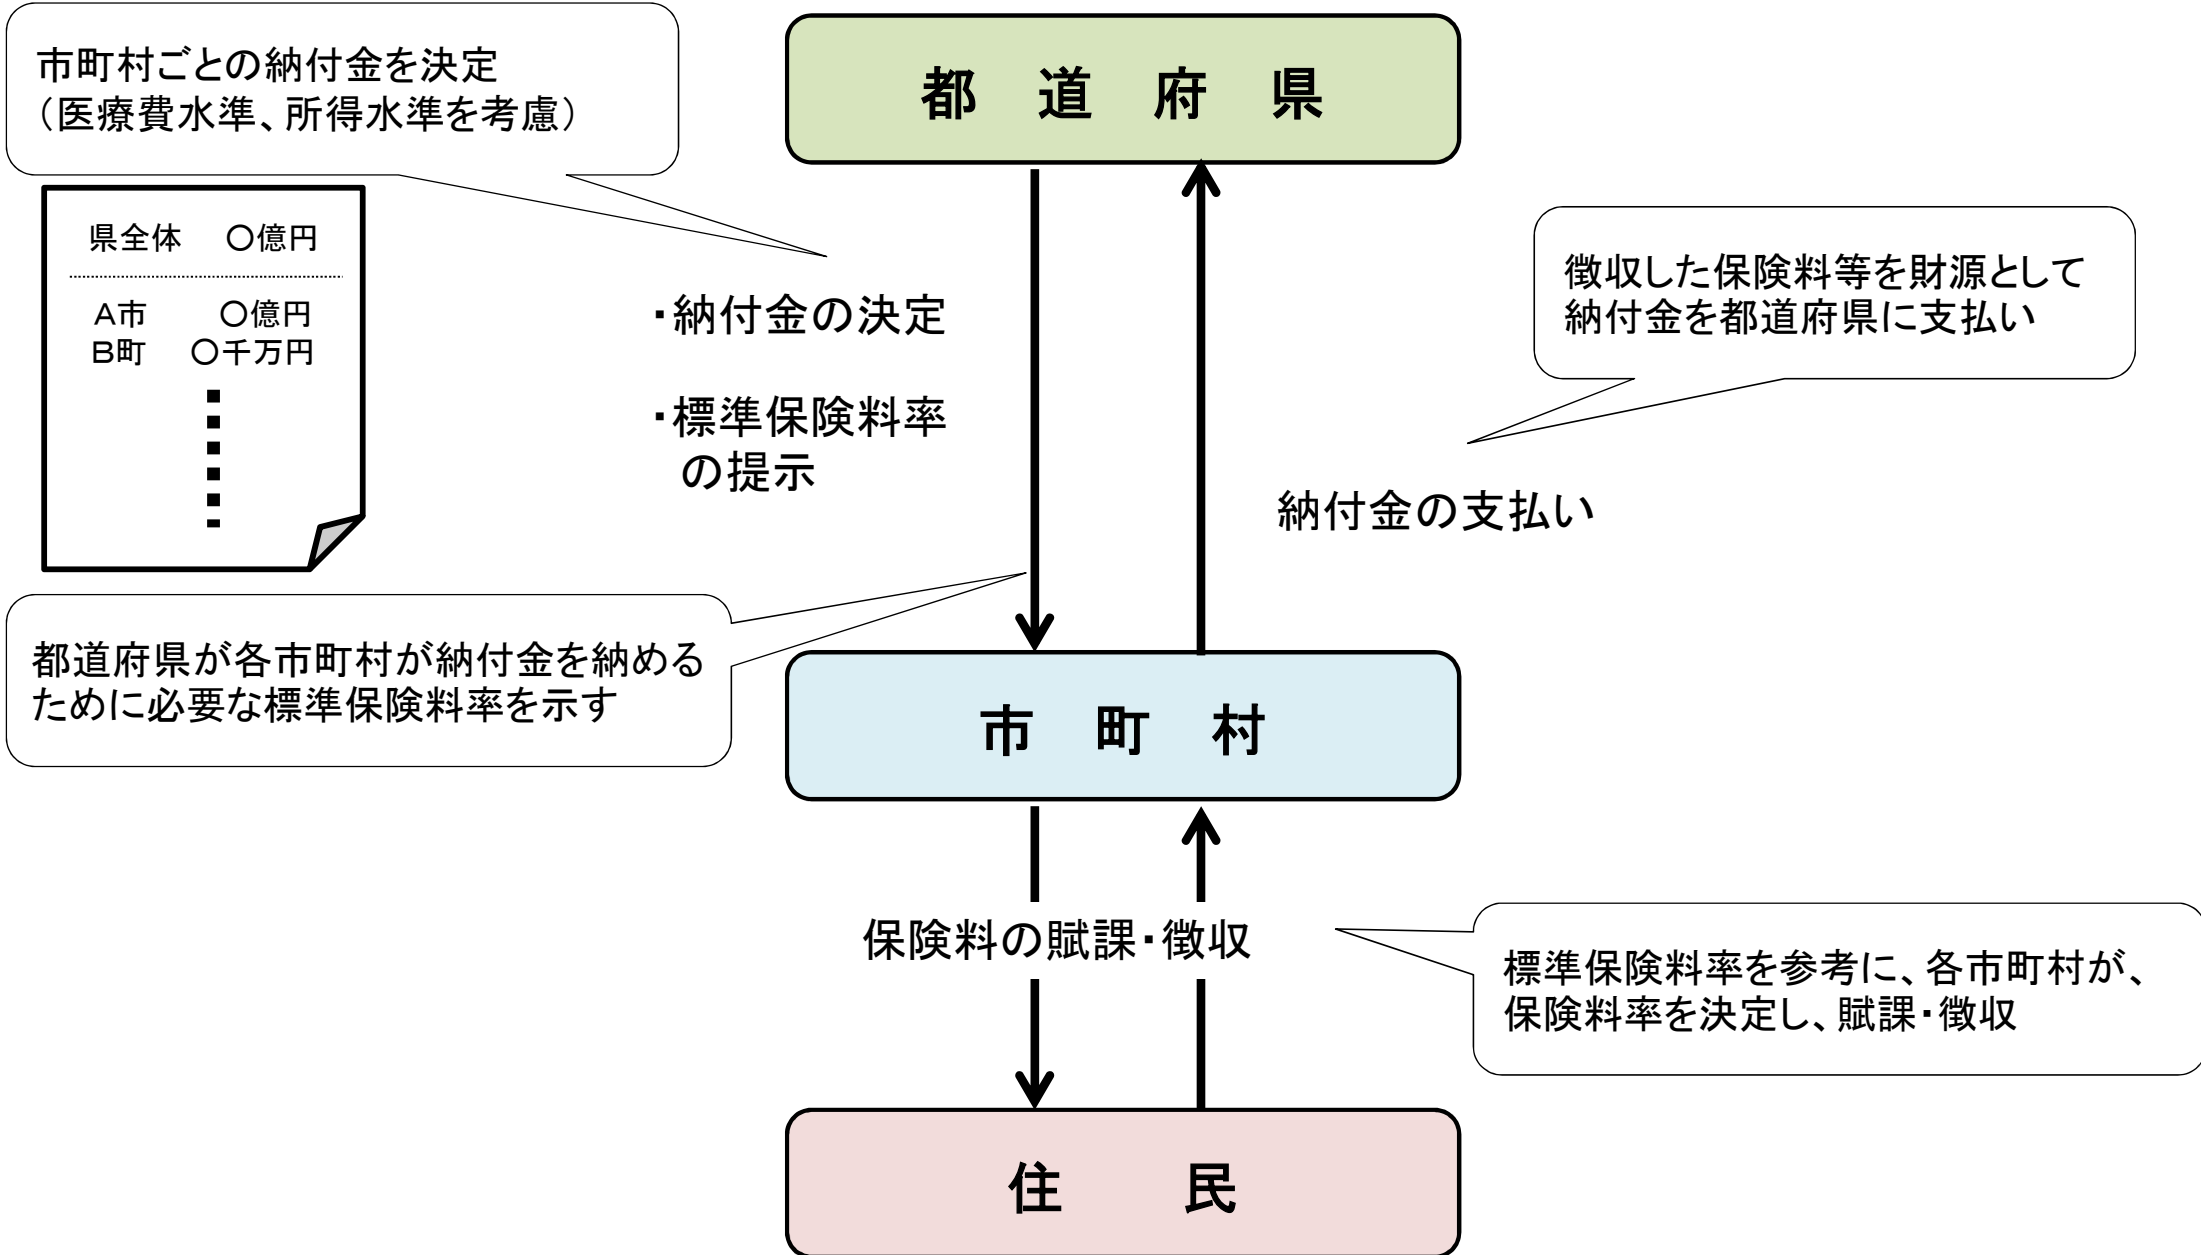 市町村ごとの納付金を決定
（医療費水準、所得水準を考慮）
都　道　府　県
県全体　〇億円
A市　　〇億円
B町　〇千万円
・納付金の決定
・標準保険料率
の提示
徴収した保険料等を財源として
納付金を都道府県に支払い
納付金の支払い
都道府県が各市町村が納付金を納める
ために必要な標準保険料率を示す
市　町　村
保険料の賦課・徴収
標準保険料率を参考に、各市町村が、
保険料率を決定し、賦課・徴収
住　　民